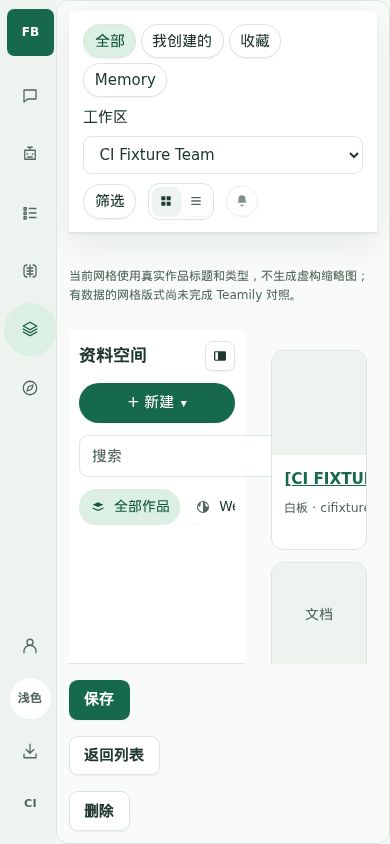 FB
全部
我创建的
收藏
Memory
工作区
CI Fixture Team
筛选
当前网格使用真实作品标题和类型，不生成虚构缩略图；
有数据的网格版式尚未完成 Teamily 对照。
资料空间
+ 新建 ▾
搜索
全部作品
We
[CI FIXTU
白板 · cifixture
文档
保存
返回列表
删除
浅色
CI